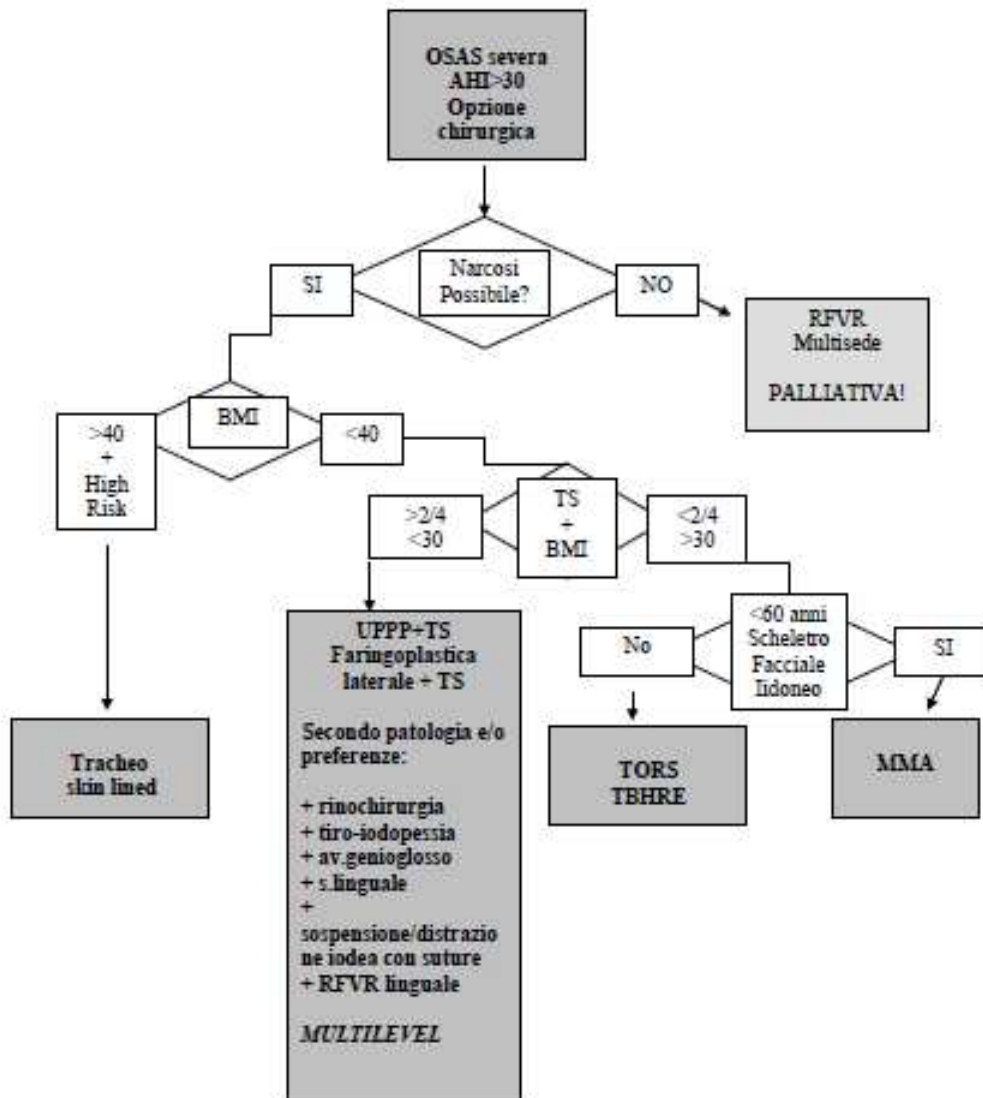 OSAS severa
AHI>30
Opzione
chirurgica
SI
Narcosi
Possibile?
NO
RFVR
Multisede
PALLIATIVA!
BMI
>40
+
High
Risk
<40
>2/4
<30
TS
+
BMI
<2/4
>30
<60 anni
Scheletro
Facciale
Iidoneo
No
SI
UPPP+TS
Faringoplastica
laterale + TS
Secondo patologia e/o
preferenze:
+ rinochirurgia
+ tiro-iodopessia
+ av.genioglosso
+ s.linguale
+
sospensione/distrazio
ne iodea con suture
+ RFVR linguale
MULTILEVEL
Tracheo
skin lined
TORS
TBHRE
MMA